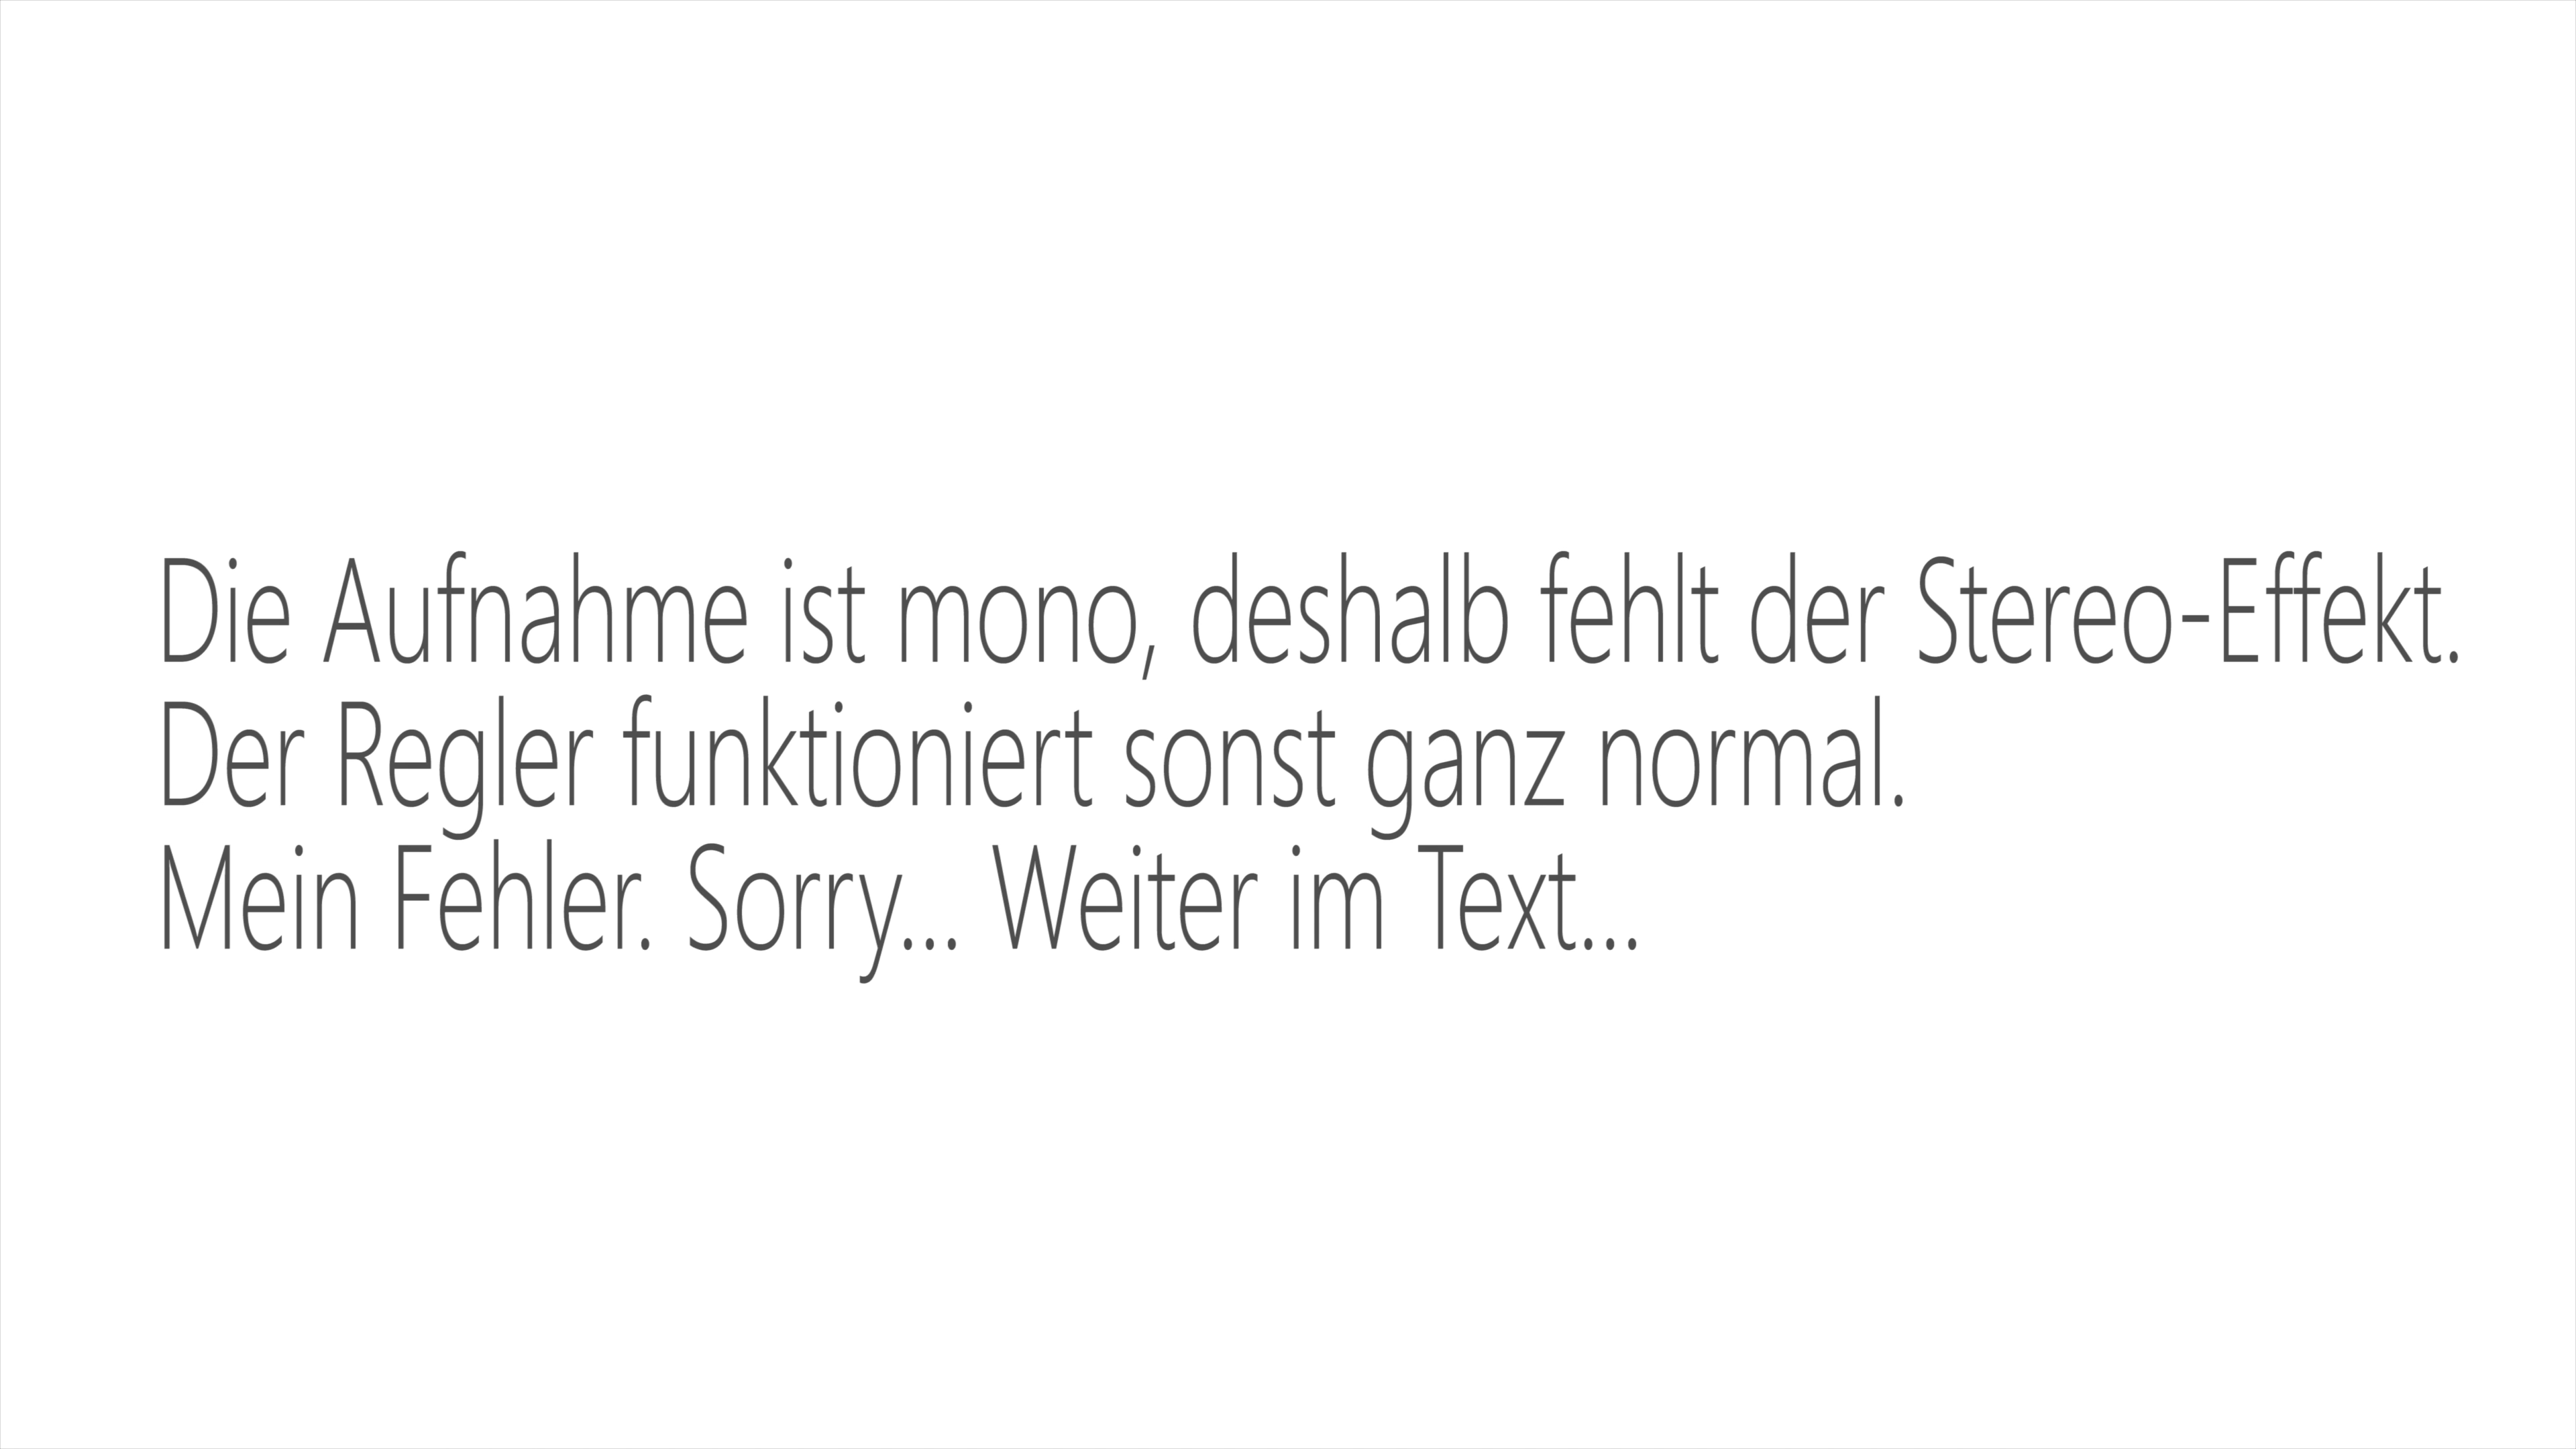 Die Aufnahme ist mono, deshalb fehlt der Stereo-Effekt.
Der Regler funktioniert sonst ganz normal.
Mein Fehler. Sorry... Weiter im Text...